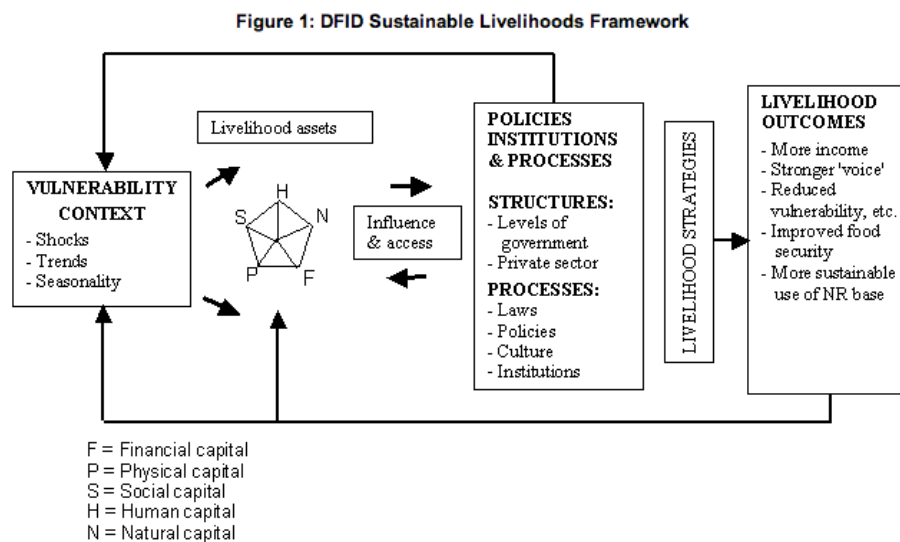 Figure 1: DFID Sustainable Livelihoods Framework
Livelihood assets
VULNERABILITY
CONTEXT
- Shocks
- Trends
- Seasonality
H
S
N
P
F
Influence
& access
POLICIES
INSTITUTIONS
& PROCESSES
STRUCTURES:
- Levels of
government
- Private sector
PROCESSES:
- Laws
- Policies
- Culture
- Institutions
LIVELIHOOD STRATEGIES
LIVELIHOOD
OUTCOMES
- More income
- Stronger 'voice'
- Reduced
vulnerability, etc.
- Improved food
security
- More sustainable
use of NR base
F = Financial capital
P = Physical capital
S = Social capital
H = Human capital
N = Natural capital